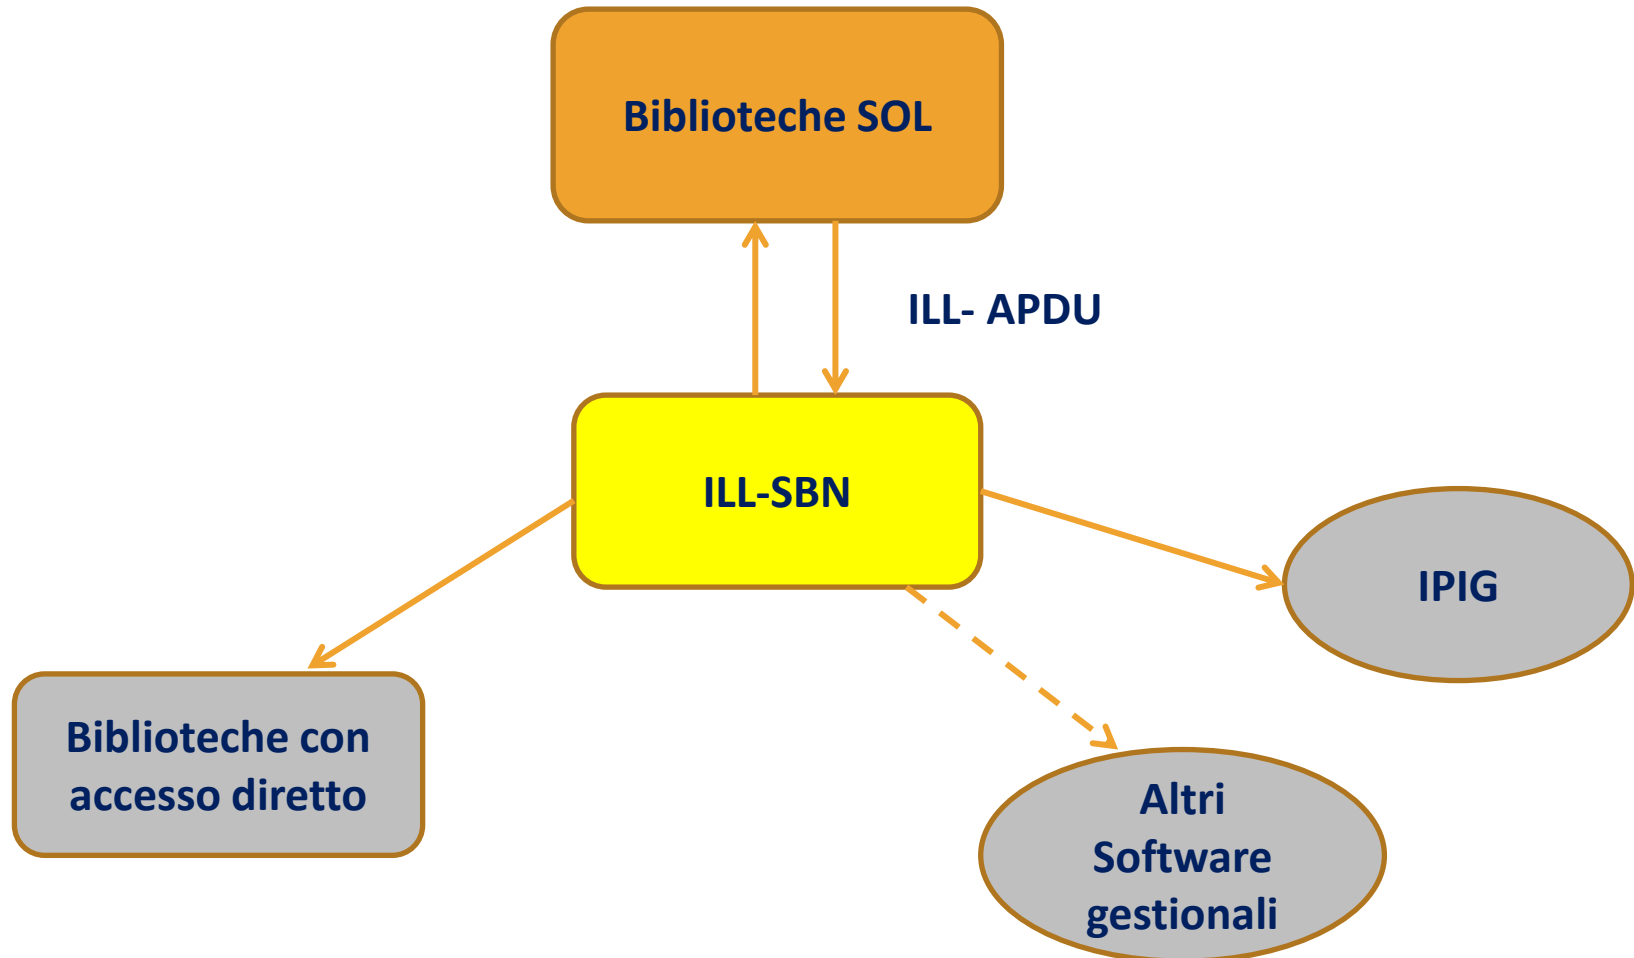 Biblioteche SOL
ILL- APDU
ILL-SBN
IPIG
Biblioteche con
accesso diretto
Altri
Software
gestionali